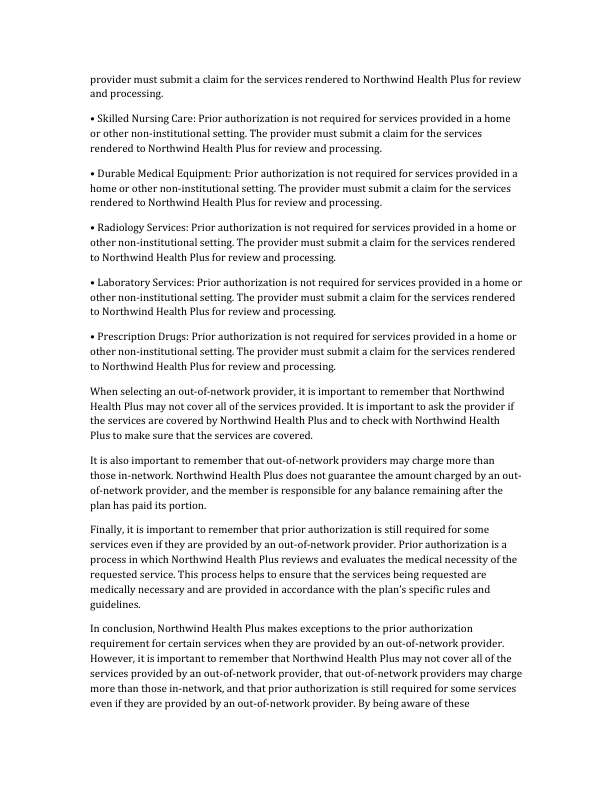 provider must submit a claim for the services rendered to Northwind Health Plus for review
and processing.
• Skilled Nursing Care: Prior authorization is not required for services provided in a home
or other non-institutional setting. The provider must submit a claim for the services
rendered to Northwind Health Plus for review and processing.
• Durable Medical Equipment: Prior authorization is not required for services provided in a
home or other non-institutional setting. The provider must submit a claim for the services
rendered to Northwind Health Plus for review and processing.
• Radiology Services: Prior authorization is not required for services provided in a home or
other non-institutional setting. The provider must submit a claim for the services rendered
to Northwind Health Plus for review and processing.
• Laboratory Services: Prior authorization is not required for services provided in a home or
other non-institutional setting. The provider must submit a claim for the services rendered
to Northwind Health Plus for review and processing.
• Prescription Drugs: Prior authorization is not required for services provided in a home or
other non-institutional setting. The provider must submit a claim for the services rendered
to Northwind Health Plus for review and processing.
When selecting an out-of-network provider, it is important to remember that Northwind
Health Plus may not cover all of the services provided. It is important to ask the provider if
the services are covered by Northwind Health Plus and to check with Northwind Health
Plus to make sure that the services are covered.
It is also important to remember that out-of-network providers may charge more than
those in-network. Northwind Health Plus does not guarantee the amount charged by an out-
of-network provider, and the member is responsible for any balance remaining after the
plan has paid its portion.
Finally, it is important to remember that prior authorization is still required for some
services even if they are provided by an out-of-network provider. Prior authorization is a
process in which Northwind Health Plus reviews and evaluates the medical necessity of the
requested service. This process helps to ensure that the services being requested are
medically necessary and are provided in accordance with the plan's specific rules and
guidelines.
In conclusion, Northwind Health Plus makes exceptions to the prior authorization
requirement for certain services when they are provided by an out-of-network provider.
However, it is important to remember that Northwind Health Plus may not cover all of the
services provided by an out-of-network provider, that out-of-network providers may charge
more than those in-network, and that prior authorization is still required for some services
even if they are provided by an out-of-network provider. By being aware of these